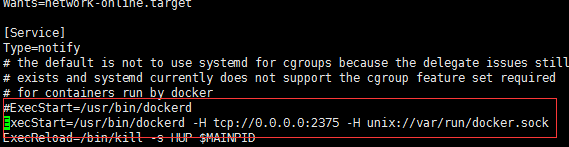 Wants=network-online.target
[Service]
Type=notify
# the default is not to use systemd for cgroups because the delegate issues still
# exists and systemd currently does not support the cgroup feature set required
# for containers run by docker
#ExecStart=/usr/bin/dockerd
ExecStart=/usr/bin/dockerd -H tcp://0.0.0.0:2375 -H unix://var/run/docker.sock
ExecReload=/bin/kill -s HUP $MAINPID